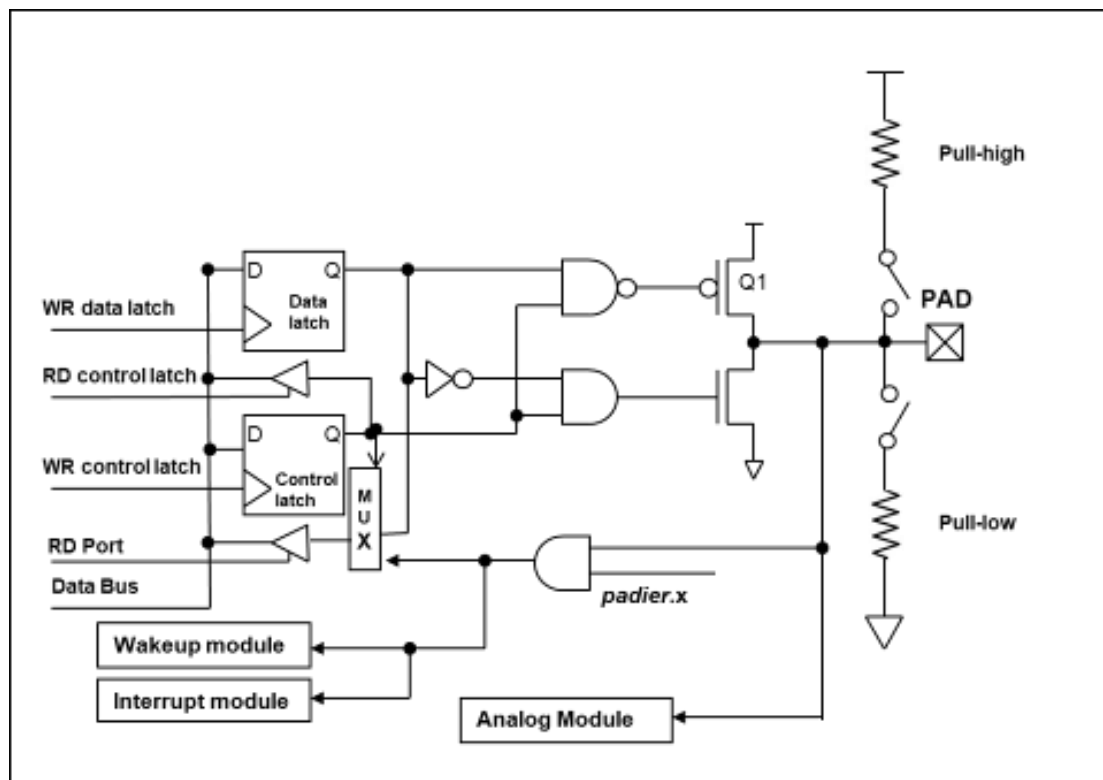 Pull-high
D
Q
Data
latch
Q1
PAD
WR data latch
RD control latch
D
Q
WR control latch
Control
latch
M
U
X
Pull-low
RD Port
Data Bus
padier.x
Wakeup module
Interrupt module
Analog Module